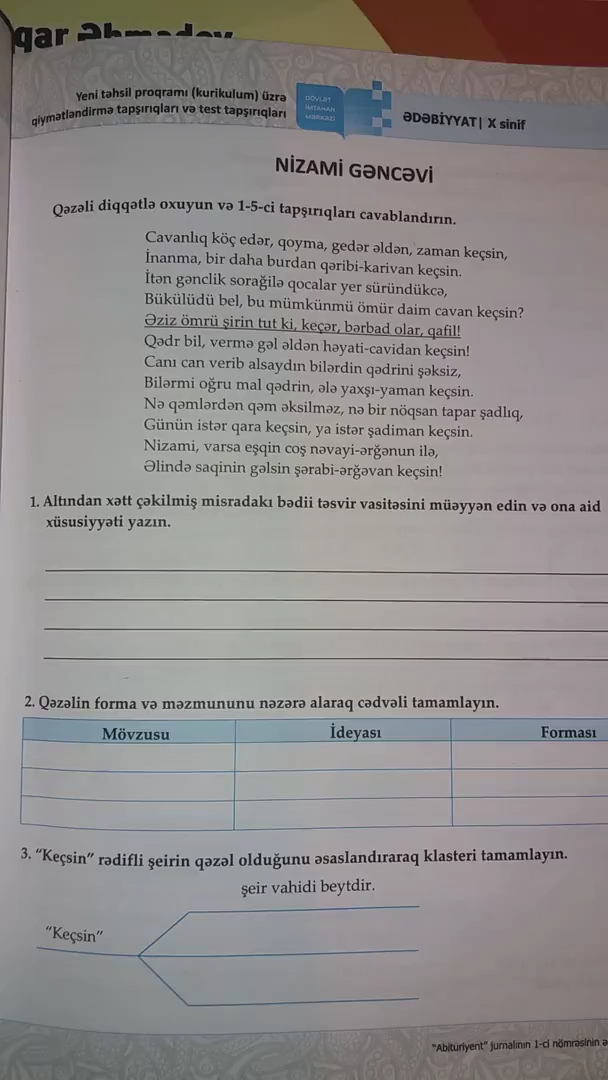 qar Əhmədov
Yeni təhsil proqramı (kurikulum) üzrə
qiymətləndirmə tapşırıqları və test tapşırıqları
DÖVLƏT
İMTAHAN
MƏRKƏZİ
ƏDƏBİYYAT| X sinif
NİZAMİ GƏNCƏVİ
Qəzəli diqqətlə oxuyun və 1-5-ci tapşırıqları cavablandırın.
Cavanlıq köç edər, qoyma, gedər əldən, zaman keçsin,
İnanma, bir daha burdan qəribi-karivan keçsin.
İtən gənclik sorağilə qocalar yer süründükcə,
Bükülüdü bel, bu mümkünmü ömür daim cavan keçsin?
Əziz ömrü şirin tut ki, keçər, bərbad olar, qafil!
Qədr bil, vermə gəl əldən həyati-cavidan keçsin!
Canı can verib alsaydın bilərdin qədrini şəksiz,
Bilərmi oğru mal qədrin, ələ yaxşı-yaman keçsin.
Nə qəmlərdən qəm əksilməz, nə bir nöqsan tapar şadlıq,
Günün istər qara keçsin, ya istər şadiman keçsin.
Nizami, varsa eşqin coş nəvayi-ərğənun ilə,
Əlində saqinin gəlsin şərabi-ərğəvan keçsin!
1. Altından xətt çəkilmiş misradakı bədii təsvir vasitəsini müəyyən edin və ona aid
xüsusiyyəti yazın.
2. Qəzəlin forma və məzmununu nəzərə alaraq cədvəli tamamlayın.
Mövzusu İdeyası Forması
3. "Keçsin" rədifli şeirin qəzəl olduğunu əsaslandıraraq klasteri tamamlayın.
şeir vahidi beytdir.
"Keçsin"
"Abituriyent" jurnalının 1-ci nömrəsinin ə